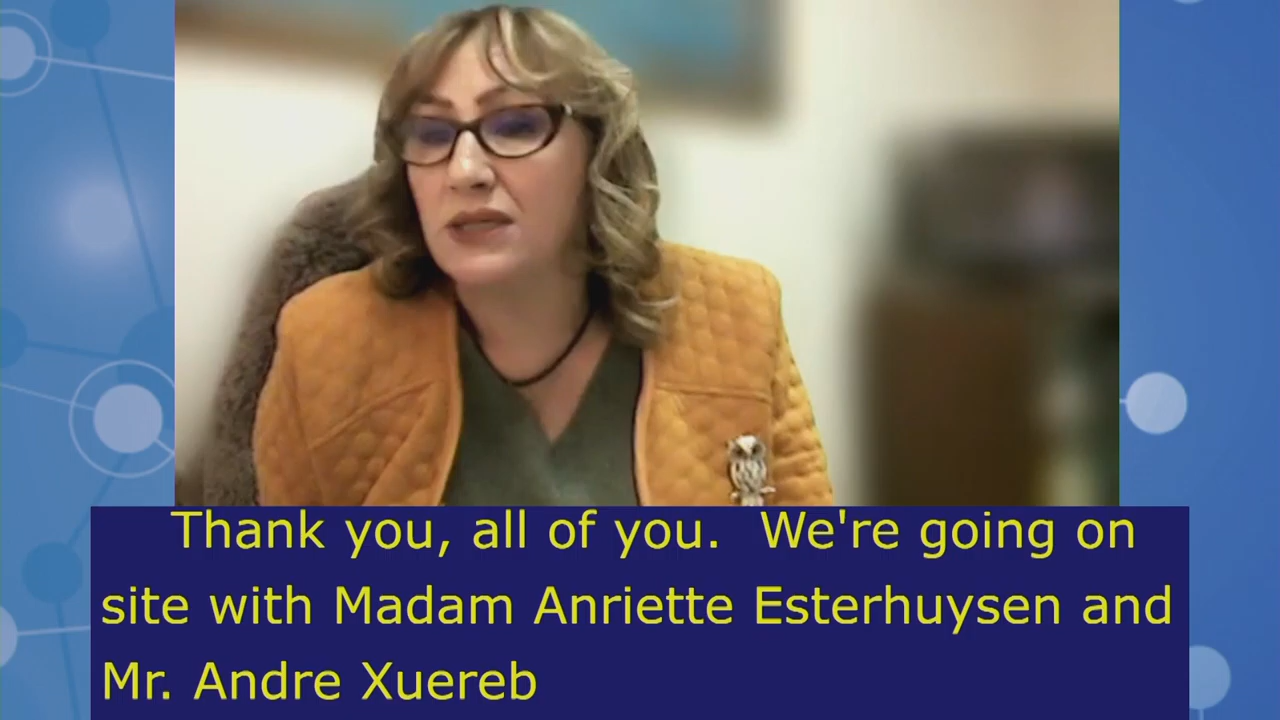 Thank you, all of you.  We're going on
site with Madam Anriette Esterhuysen and
Mr. Andre Xuereb